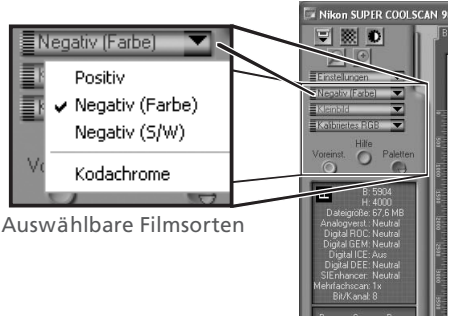 Negativ (Farbe)
Positiv
Negativ (Farbe)
Negativ (S/W)
Kodachrome
Auswählbare Filmsorten
Nikon SUPER COOLSCAN 9
Einstellungen
Negativ (Farbe)
Kleinbild
Kalibriertes RGB
Hilfe
Voreinst.
Paletten
B: 5904
H: 4000
Dateigröße: 67,6 MB
Analogverst.: Neutral
Digital ROC: Neutral
Digital GEM: Neutral
Digital ICE: Aus
Digital DEE: Neutral
SIEnhancer: Neutral
Mehrfachscan: 1x
Bit/Kanal: 8